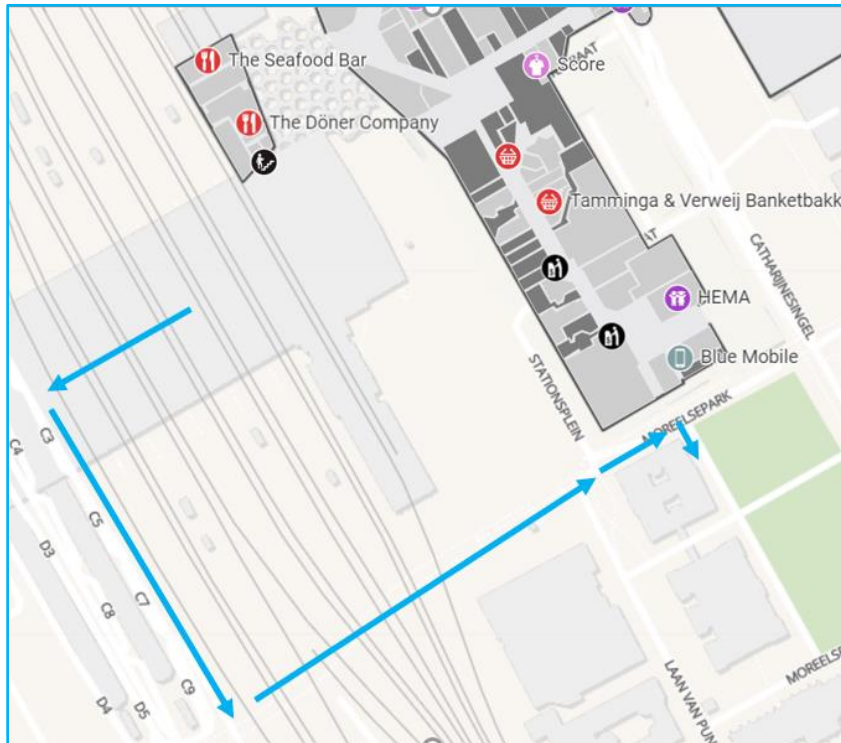 The Seafood Bar
Score
The Döner Company
Tamminga & Verweij Banketbakk
CATHARIJNESINGEL
HEMA
Blue Mobile
STATIONSPLEIN
MOREELSEPARK
C3
C4
C5
D3
C7
C8
C9
D4
D5
LAAN VAN PUN
MOREELSE